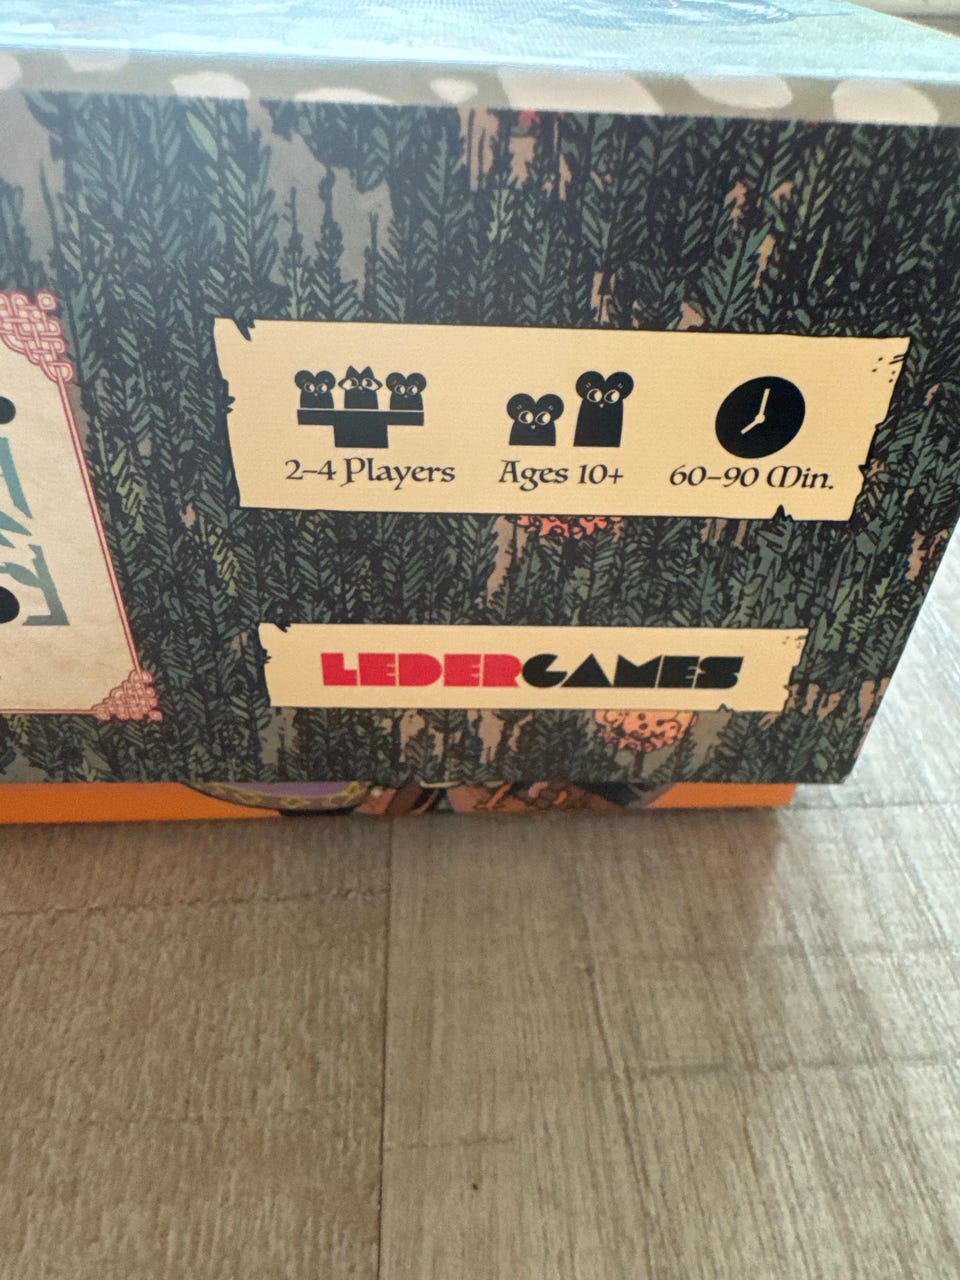 2–4 Players
Ages 10+
60–90 Min.
LEDERGAMES